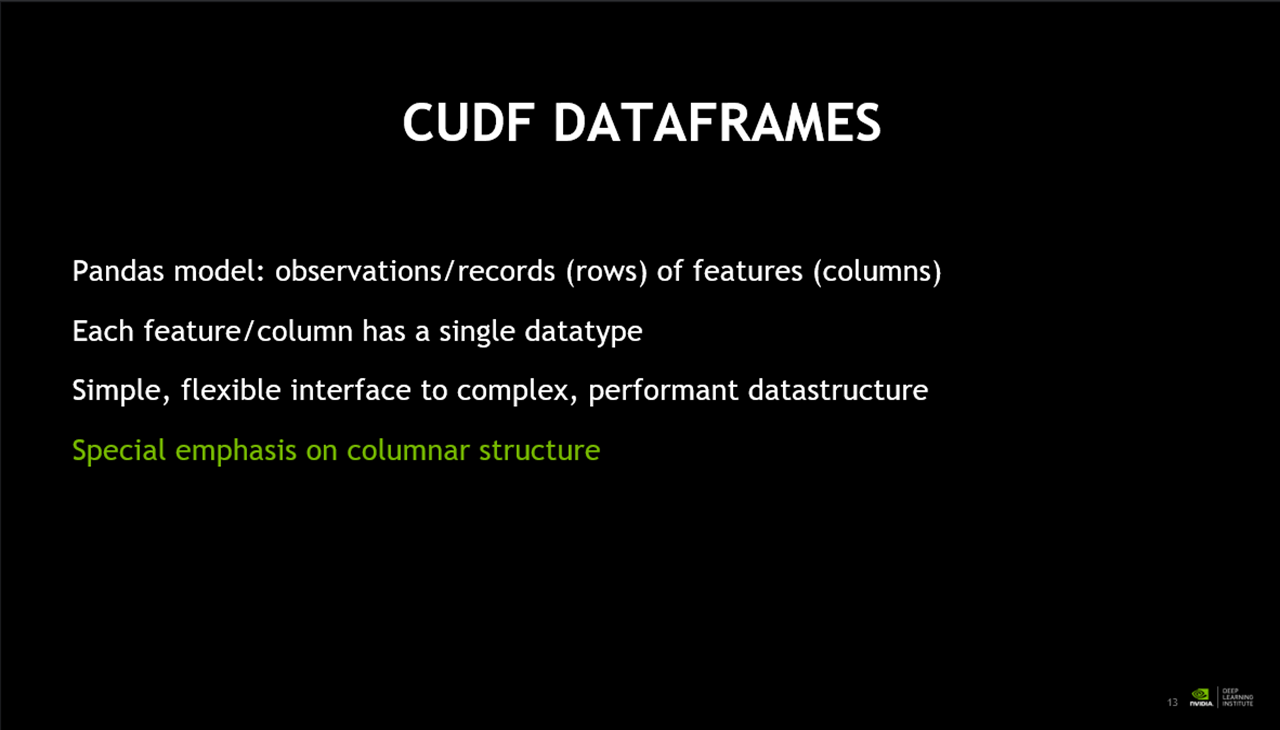 CUDF DATAFRAMES
Pandas model: observations/records (rows) of features (columns)
Each feature/column has a single datatype
Simple, flexible interface to complex, performant datastructure
Special emphasis on columnar structure
13
NVIDIA.
DEEP
LEARNING
INSTITUTE